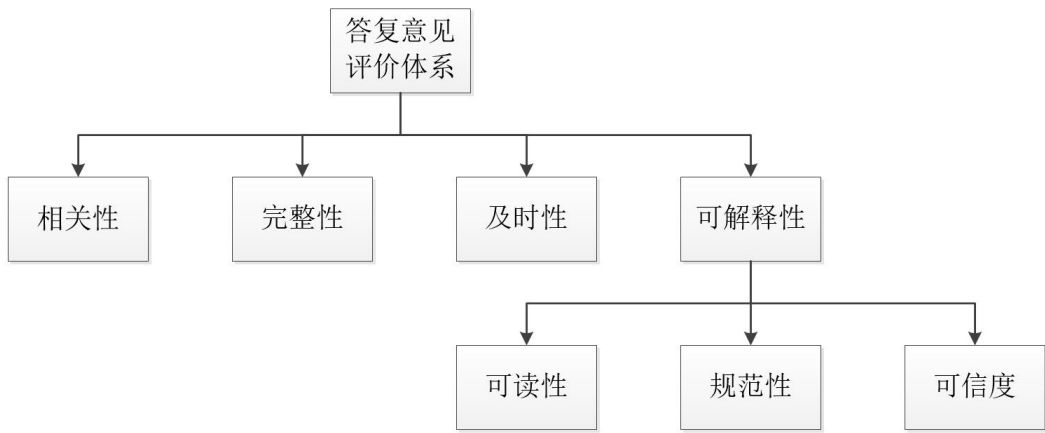 答复意见
评价体系
相关性
完整性
及时性
可解释性
可读性
规范性
可信度